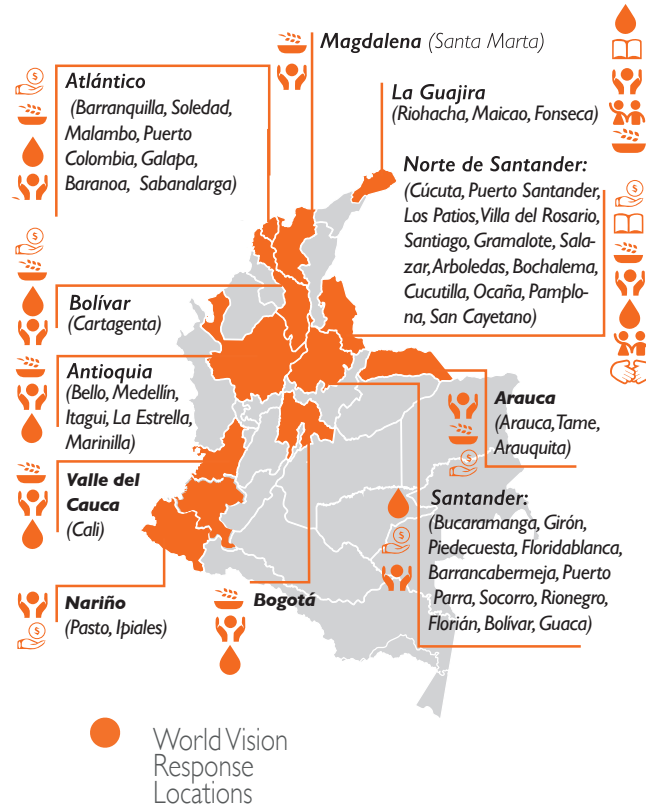 Magdalena (Santa Marta)
Atlántico
(Barranquilla, Soledad,
Malambo, Puerto
Colombia, Galapa,
Baranoa, Sabanalarga)
La Guajira
(Riohacha, Maicao, Fonseca)
Norte de Santander:
(Cúcuta, Puerto Santander,
Los Patios, Villa del Rosario,
Santiago, Gramalote, Sala-
zar, Arboledas, Bochalema,
Cucutilla, Ocaña, Pamplo-
na, San Cayetano)
Bolívar
(Cartagenta)
Antioquia
(Bello, Medellín,
Itagui, La Estrella,
Marinilla)
Arauca
(Arauca, Tame,
Arauquita)
Valle del
Cauca
(Cali)
Santander:
(Bucaramanga, Girón,
Piedecuesta, Floridablanca,
Barrancabermeja, Puerto
Parra, Socorro, Rionegro,
Florián, Bolívar, Guaca)
Nariño
(Pasto, Ipiales)
Bogotá
World Vision
Response
Locations